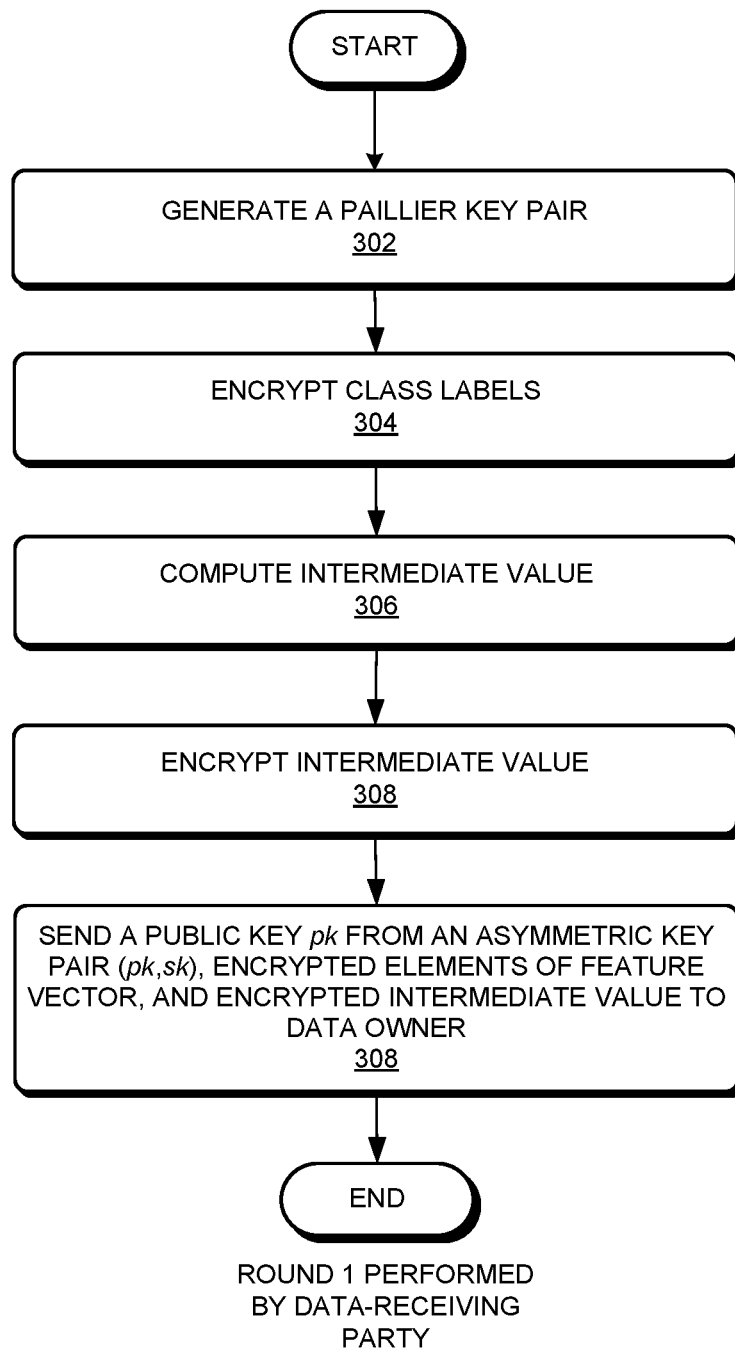 START
GENERATE A PAILLIER KEY PAIR
302
ENCRYPT CLASS LABELS
304
COMPUTE INTERMEDIATE VALUE
306
ENCRYPT INTERMEDIATE VALUE
308
SEND A PUBLIC KEY pk FROM AN ASYMMETRIC KEY
PAIR (pk,sk), ENCRYPTED ELEMENTS OF FEATURE
VECTOR, AND ENCRYPTED INTERMEDIATE VALUE TO
DATA OWNER
308
END
ROUND 1 PERFORMED
BY DATA-RECEIVING
PARTY